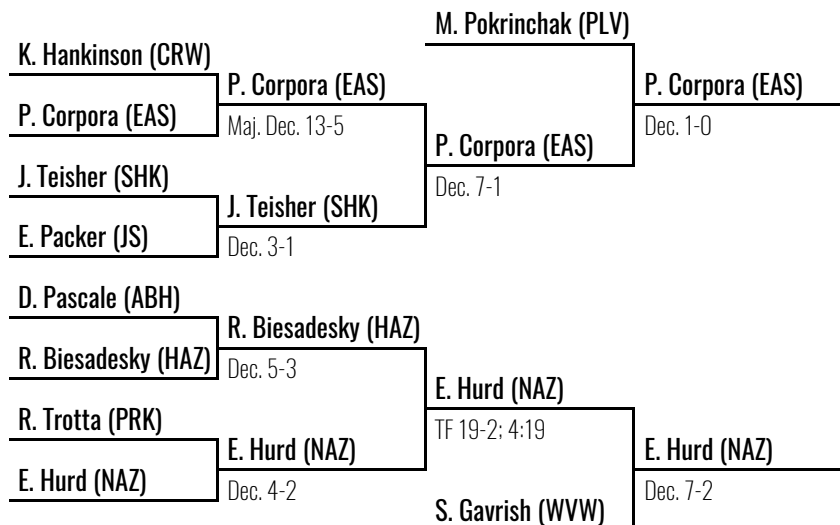 K. Hankinson (CRW)
P. Corpora (EAS)
J. Teisher (SHK)
E. Packer (JS)
D. Pascale (ABH)
R. Biesadesky (HAZ)
R. Trotta (PRK)
E. Hurd (NAZ)
P. Corpora (EAS)
Maj. Dec. 13-5
J. Teisher (SHK)
Dec. 3-1
R. Biesadesky (HAZ)
Dec. 5-3
E. Hurd (NAZ)
Dec. 4-2
M. Pokrinchak (PLV)
P. Corpora (EAS)
Dec. 7-1
E. Hurd (NAZ)
TF 19-2; 4:19
S. Gavrish (WVW)
P. Corpora (EAS)
Dec. 1-0
E. Hurd (NAZ)
Dec. 7-2